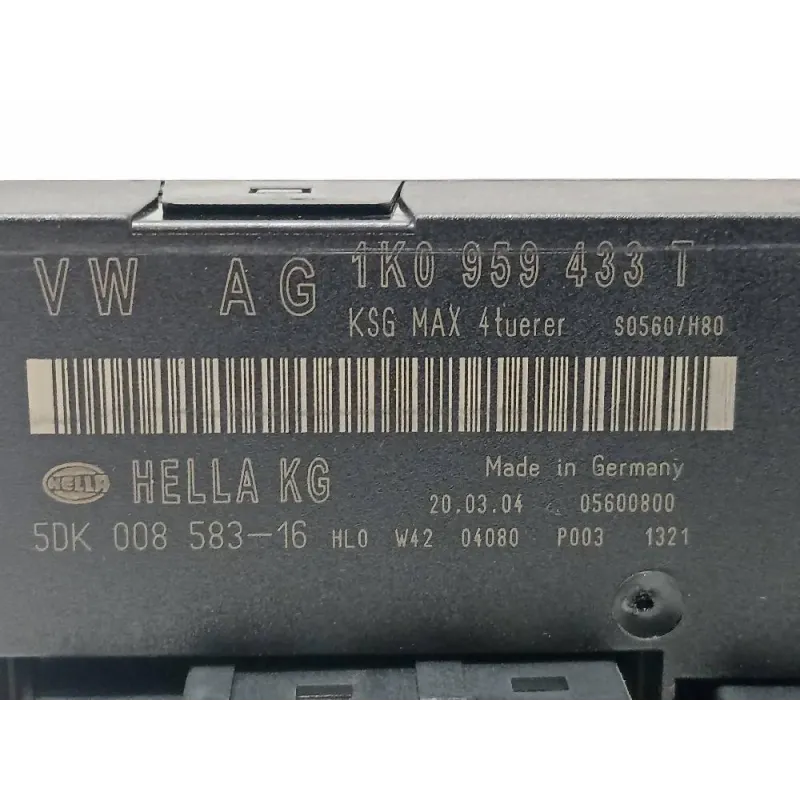 VW AG 1K0 959 433 T
KSG MAX 4tuerer S0560/H80
HELLA HELLA KG Made in Germany
20.03.04 05600800
5DK 008 583-16 HL0 W42 04080 P003 1321